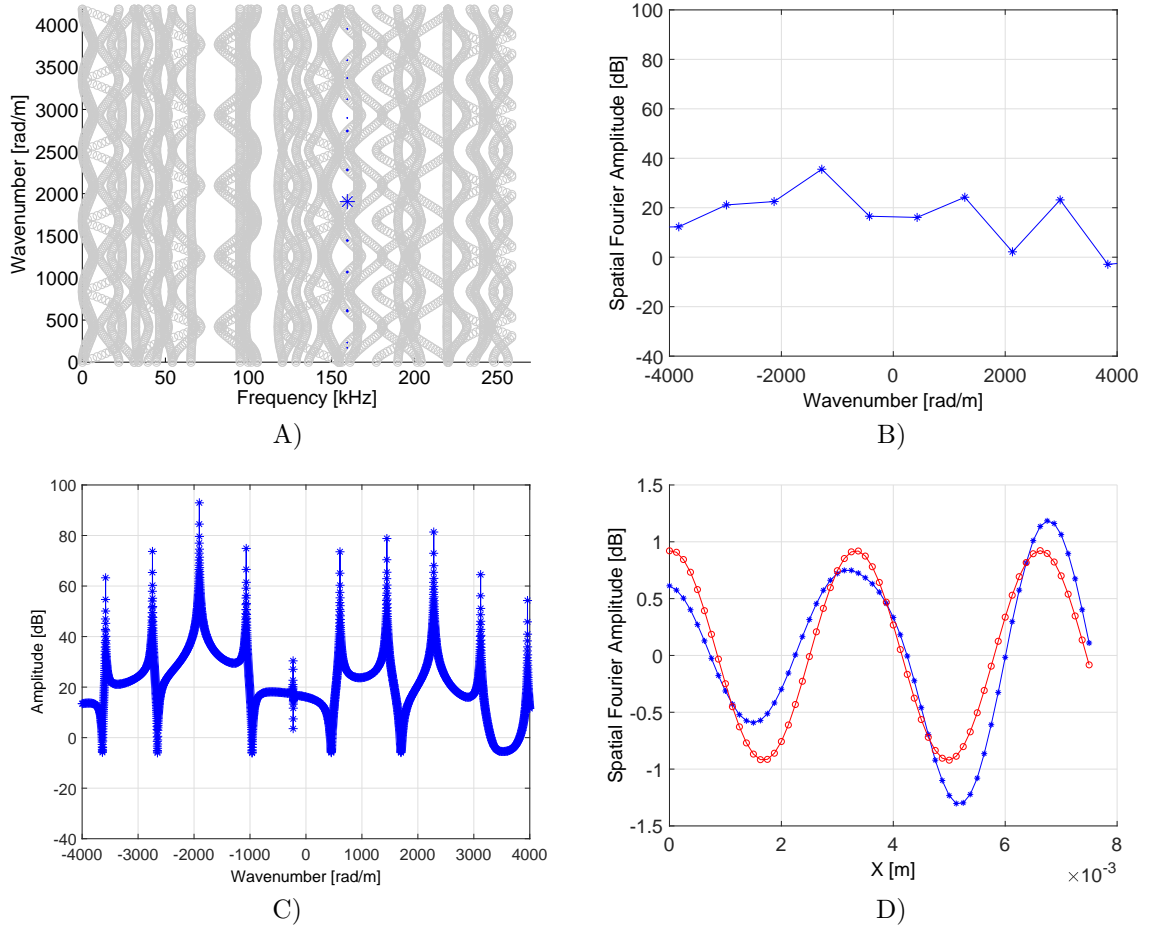 4000
3500
3000
2500
2000
1500
1000
500
0
Wavenumber [rad/m]
0 50 100 150 200 250
Frequency [kHz]
A)
100
80
60
40
20
0
-20
-40
Spatial Fourier Amplitude [dB]
-4000 -2000 0 2000 4000
Wavenumber [rad/m]
B)
100
80
60
40
20
0
-20
-40
Amplitude [dB]
-4000 -3000 -2000 -1000 0 1000 2000 3000 4000
Wavenumber [rad/m]
C)
1.5
1
0.5
0
-0.5
-1
-1.5
Spatial Fourier Amplitude [dB]
0 2 4 6 8
X [m]
×10-3
D)